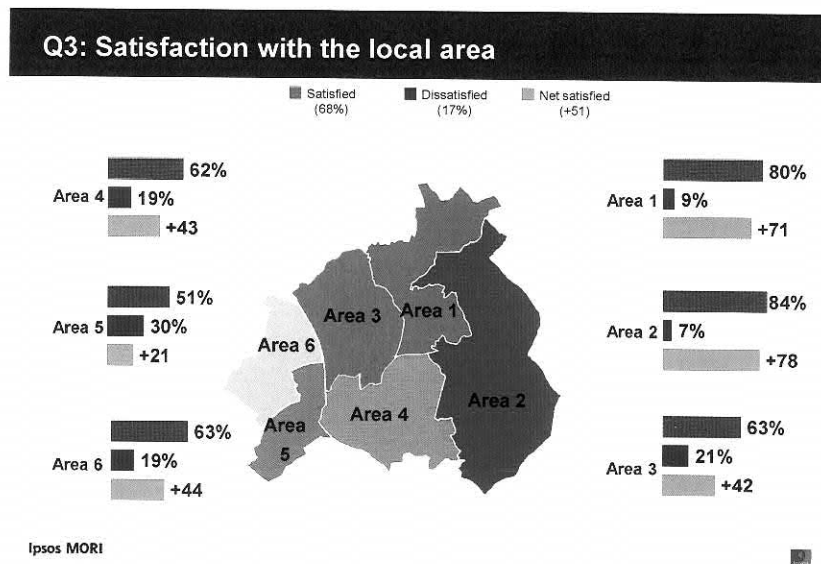 Q3: Satisfaction with the local area
Satisfied
(68%)
Dissatisfied
(17%)
Net satisfied
(+51)
62%
Area 4
19%
+43
51%
Area 5
30%
+21
63%
Area 6
19%
+44
Area 3
Area 1
Area 6
Area 4
Area 2
Area
5
80%
Area 1
9%
+71
84%
Area 2
7%
+78
63%
Area 3
21%
+42
Ipsos MORI